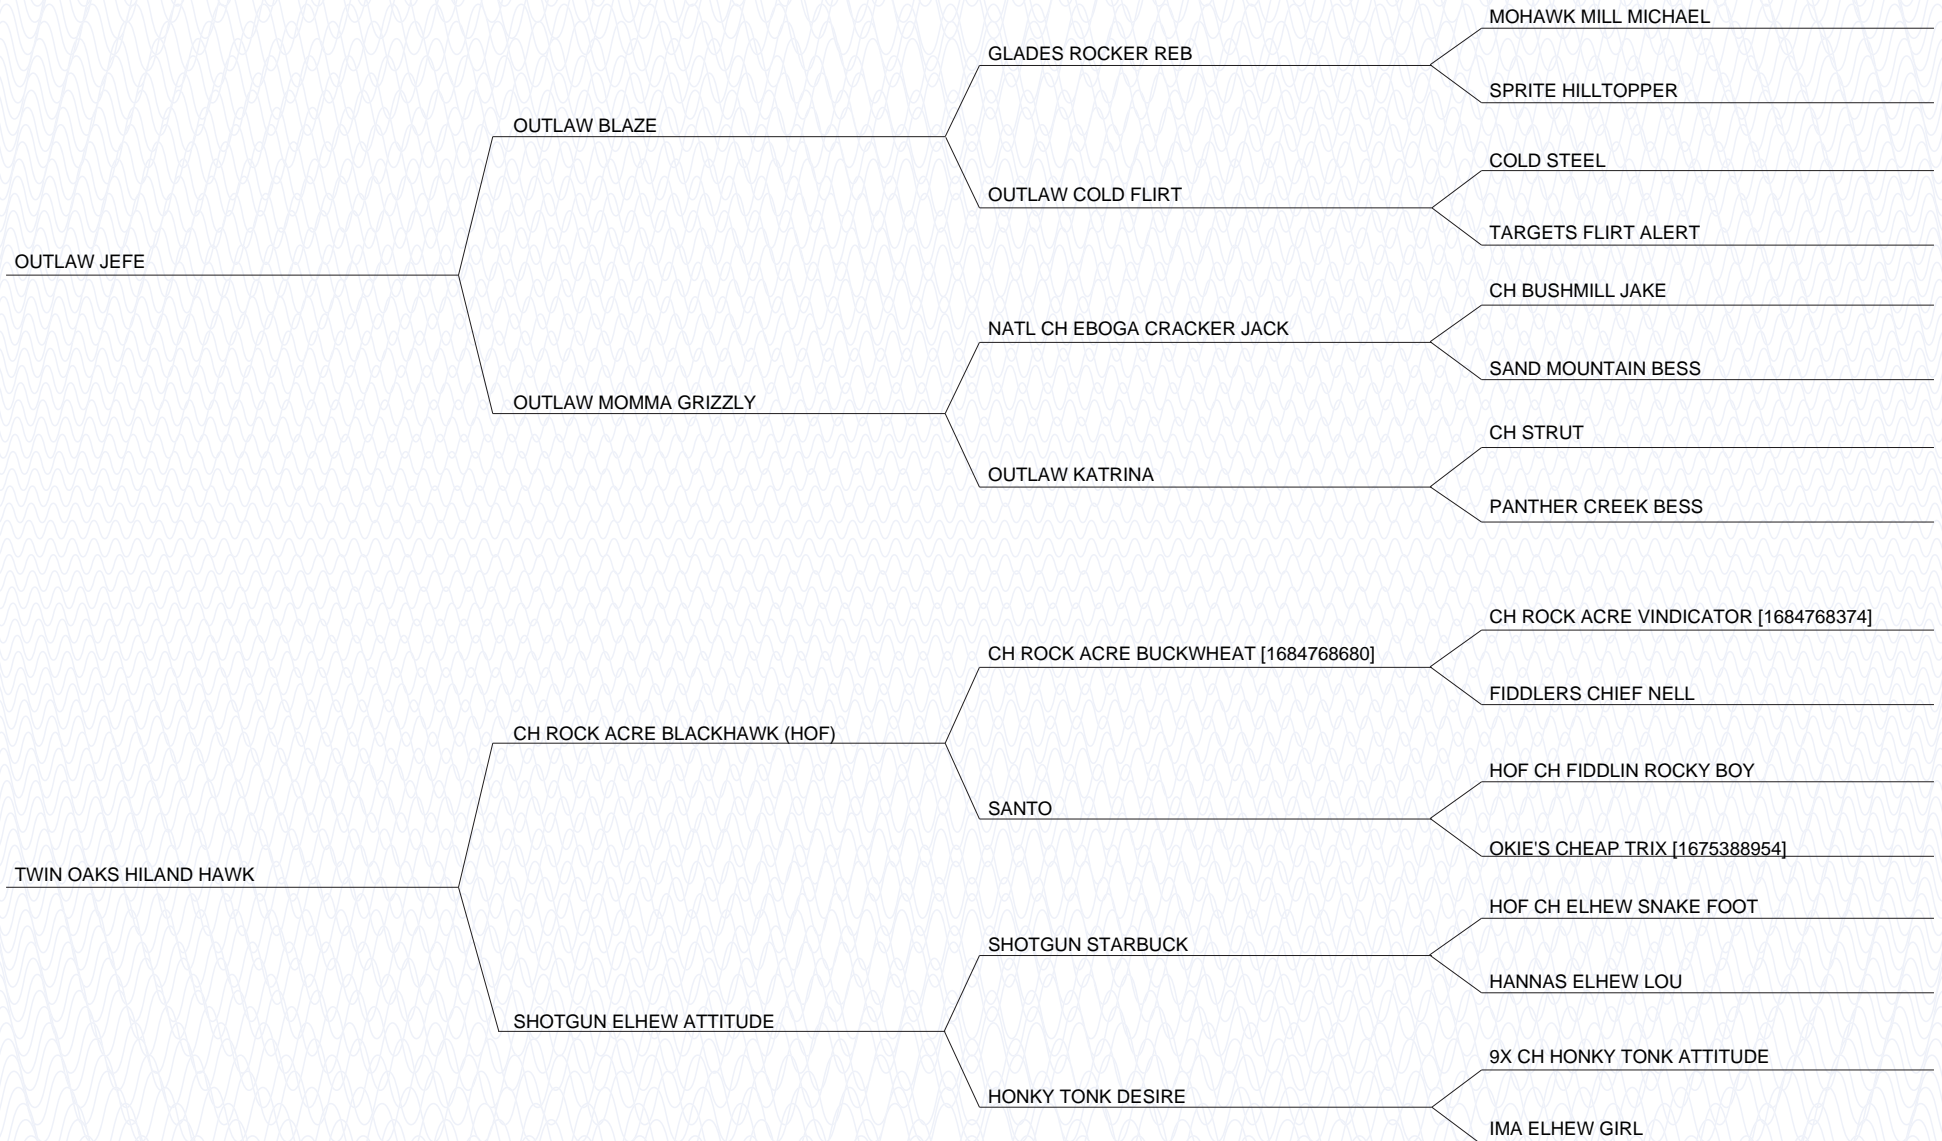 MOHAWK MILL MICHAEL
GLADES ROCKER REB
SPRITE HILLTOPPER
OUTLAW BLAZE
COLD STEEL
OUTLAW COLD FLIRT
TARGETS FLIRT ALERT
OUTLAW JEFE
CH BUSHMILL JAKE
NATL CH EBOGA CRACKER JACK
SAND MOUNTAIN BESS
OUTLAW MOMMA GRIZZLY
CH STRUT
OUTLAW KATRINA
PANTHER CREEK BESS
CH ROCK ACRE VINDICATOR [1684768374]
CH ROCK ACRE BUCKWHEAT [1684768680]
FIDDLERS CHIEF NELL
CH ROCK ACRE BLACKHAWK (HOF)
HOF CH FIDDLIN ROCKY BOY
SANTO
OKIE'S CHEAP TRIX [1675388954]
TWIN OAKS HILAND HAWK
HOF CH ELHEW SNAKE FOOT
SHOTGUN STARBUCK
HANNAS ELHEW LOU
SHOTGUN ELHEW ATTITUDE
9X CH HONKY TONK ATTITUDE
HONKY TONK DESIRE
IMA ELHEW GIRL